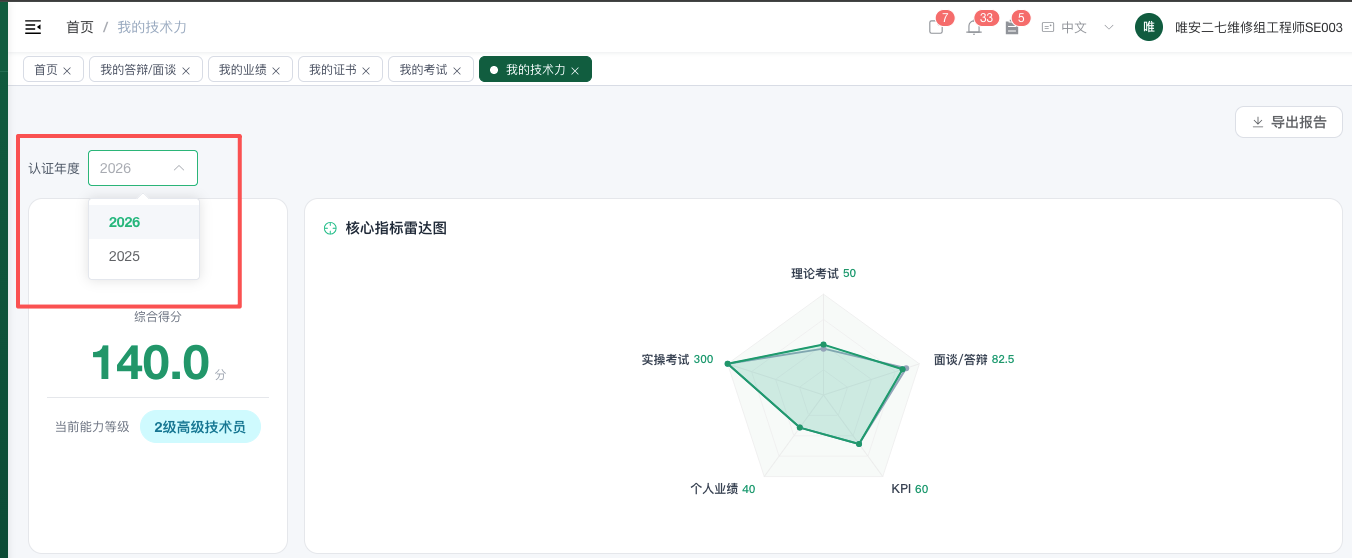 首页 / 我的技术力
7
33
5
中文
唯
唯安二七维修组工程师SE003
首页 ×
我的答辩/面谈 ×
我的业绩 ×
我的证书 ×
我的考试 ×
我的技术力 ×
导出报告
认证年度 2026
2026
2025
综合得分
140.0 分
当前能力等级 2级高级技术员
核心指标雷达图
理论考试 50
实操考试 300
面谈/答辩 82.5
个人业绩 40
KPI 60